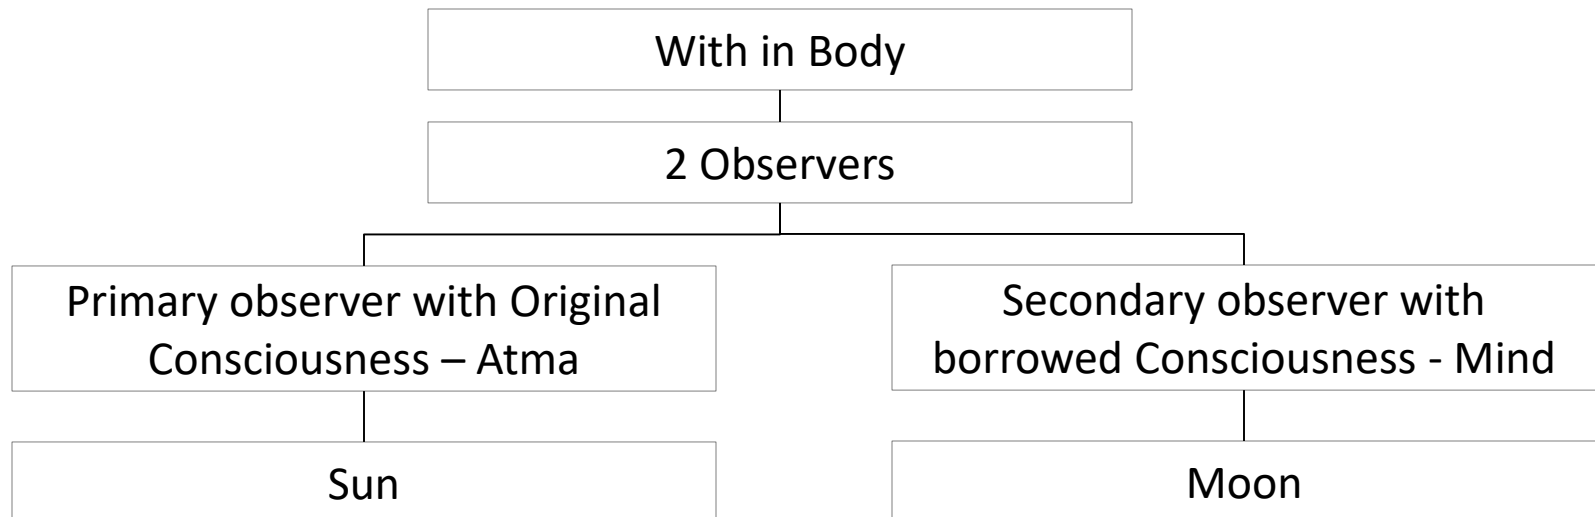 With in Body
2 Observers
Primary observer with Original
Consciousness – Atma
Secondary observer with
borrowed Consciousness - Mind
Sun
Moon